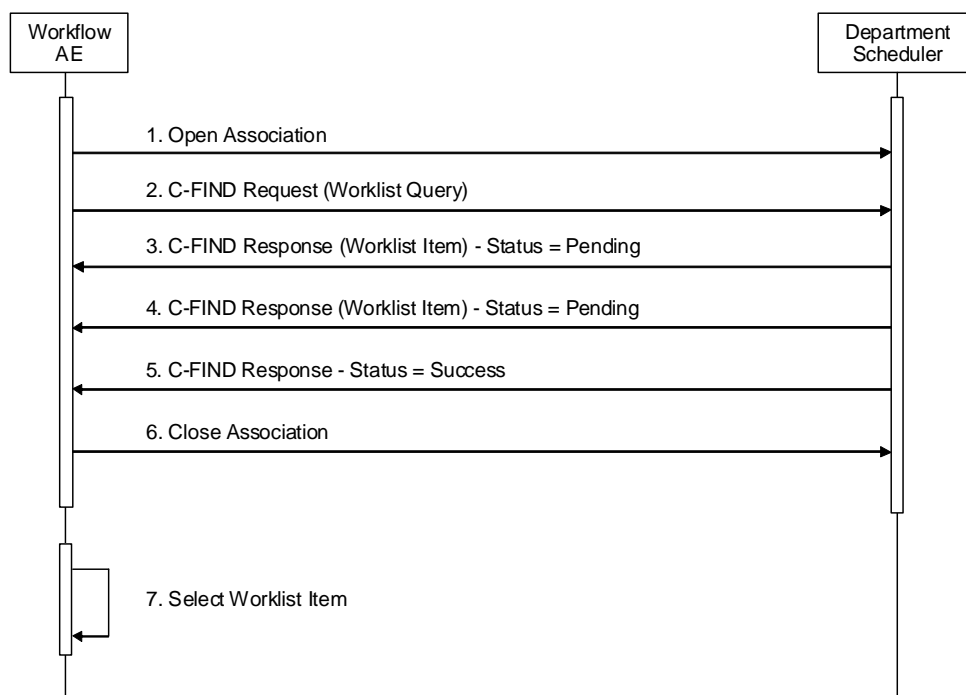 Workflow
AE
Department
Scheduler
1. Open Association
2. C-FIND Request (Worklist Query)
3. C-FIND Response (Worklist Item) - Status = Pending
4. C-FIND Response (Worklist Item) - Status = Pending
5. C-FIND Response - Status = Success
6. Close Association
7. Select Worklist Item